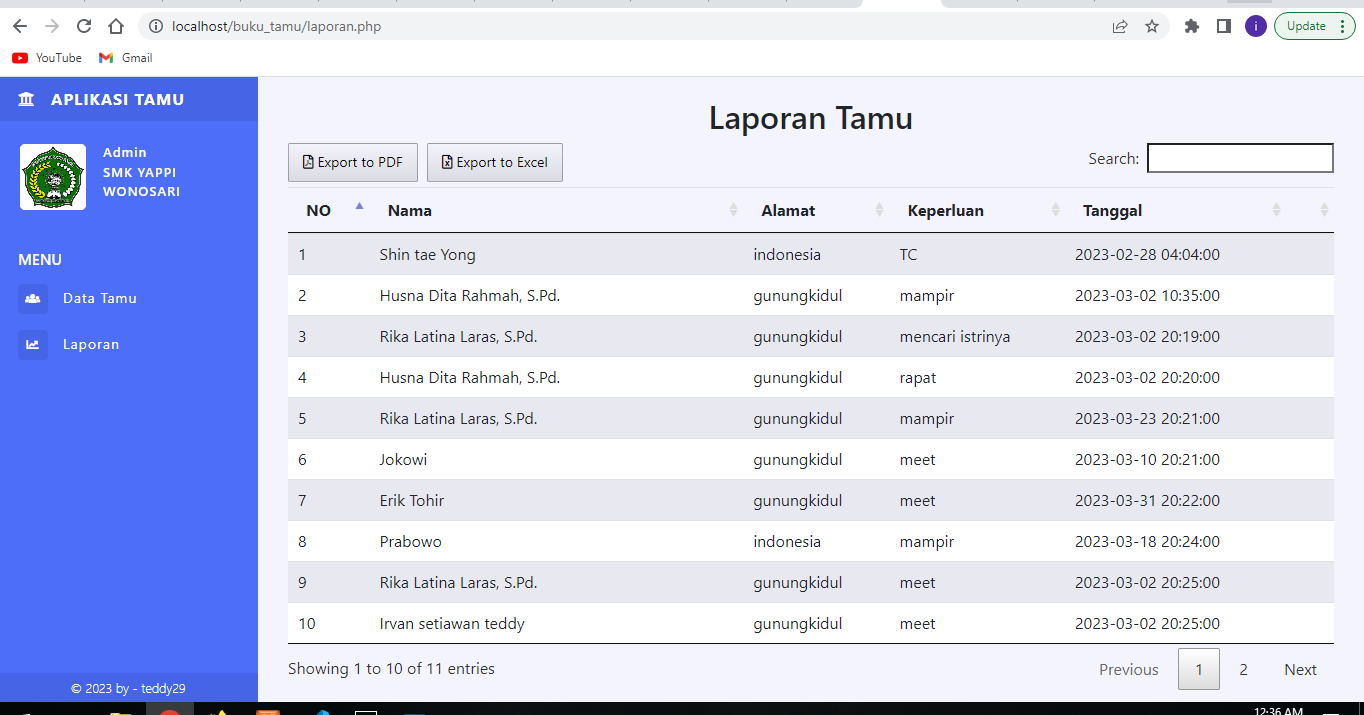 localhost/buku_tamu/laporan.php
i
Update
YouTube
Gmail
APLIKASI TAMU
Admin
SMK YAPPI
WONOSARI
MENU
Data Tamu
Laporan
© 2023 by - teddy29
Laporan Tamu
Export to PDF Export to Excel Search:
NO Nama Alamat Keperluan Tanggal
1 Shin tae Yong indonesia TC 2023-02-28 04:04:00
2 Husna Dita Rahmah, S.Pd. gunungkidul mampir 2023-03-02 10:35:00
3 Rika Latina Laras, S.Pd. gunungkidul mencari istrinya 2023-03-02 20:19:00
4 Husna Dita Rahmah, S.Pd. gunungkidul rapat 2023-03-02 20:20:00
5 Rika Latina Laras, S.Pd. gunungkidul mampir 2023-03-23 20:21:00
6 Jokowi gunungkidul meet 2023-03-10 20:21:00
7 Erik Tohir gunungkidul meet 2023-03-31 20:22:00
8 Prabowo indonesia mampir 2023-03-18 20:24:00
9 Rika Latina Laras, S.Pd. gunungkidul meet 2023-03-02 20:25:00
10 Irvan setiawan teddy gunungkidul meet 2023-03-02 20:25:00
Showing 1 to 10 of 11 entries Previous 1 2 Next
12:36 AM